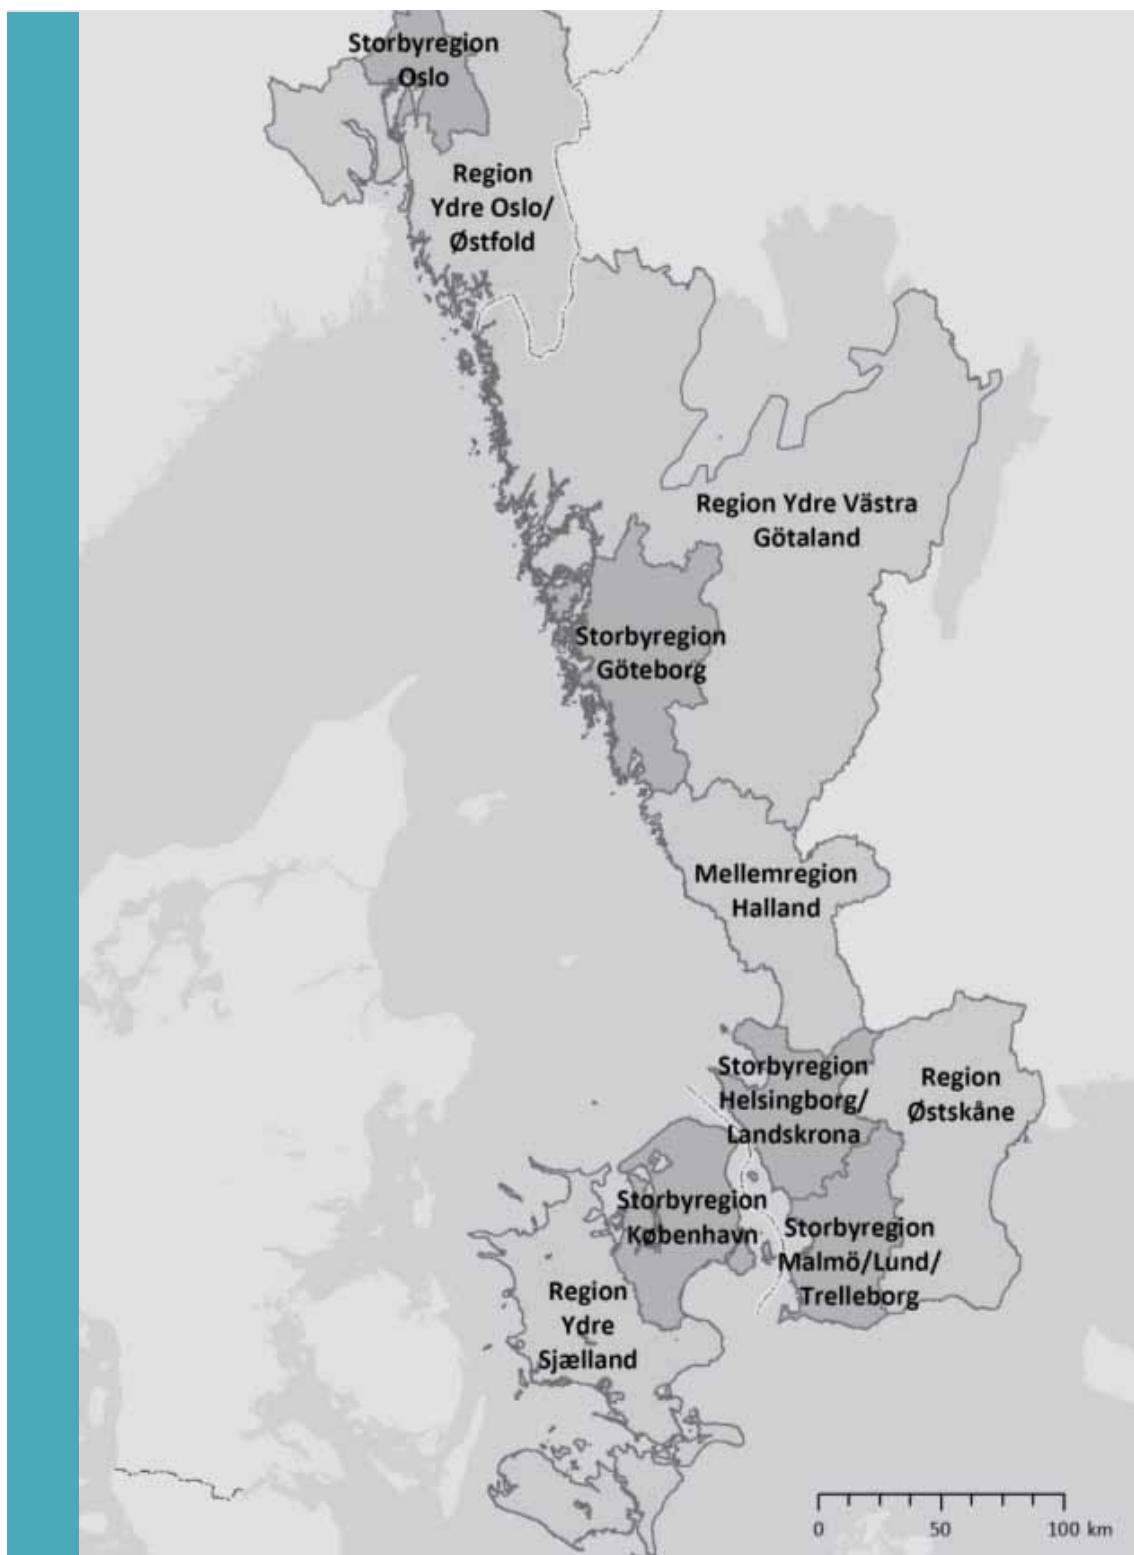 Storbyregion
Oslo
Region
Ydre Oslo/
Østfold
Region Ydre Västra
Götaland
Storbyregion
Göteborg
Mellemregion
Halland
Storbyregion
Helsingborg/
Landskrona
Region
Østskåne
Storbyregion
København
Storbyregion
Malmö/Lund/
Trelleborg
Region
Ydre
Sjælland
0 50 100 km